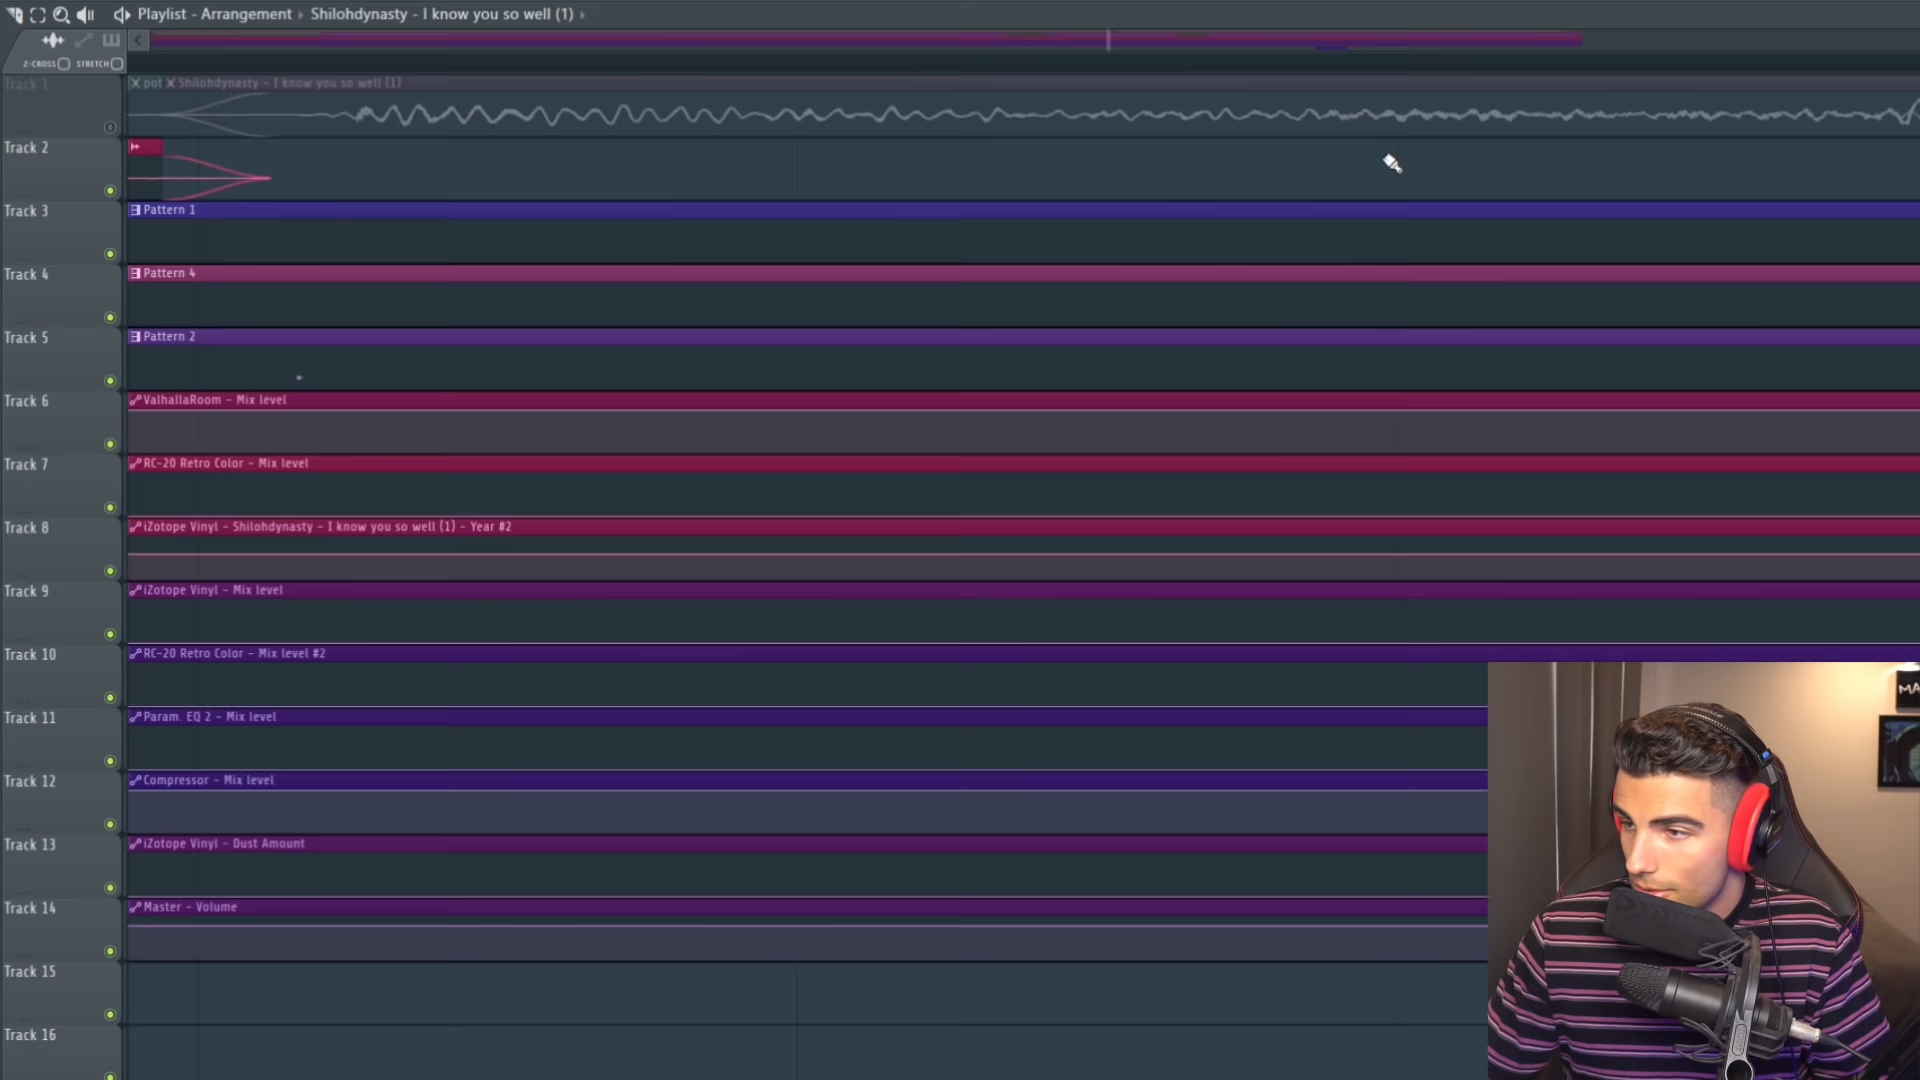 Playlist - Arrangement › Shilohdynasty - I know you so well (1) ›
Z-CROSS STRETCH
Track 1
pot Shilohdynasty - I know you so well (1)
Track 2
Track 3
Pattern 1
Track 4
Pattern 4
Track 5
Pattern 2
Track 6
ValhallaRoom - Mix level
Track 7
RC-20 Retro Color - Mix level
Track 8
iZotope Vinyl - Shilohdynasty - I know you so well (1) - Year #2
Track 9
iZotope Vinyl - Mix level
Track 10
RC-20 Retro Color - Mix level #2
Track 11
Param. EQ 2 - Mix level
Track 12
Compressor - Mix level
Track 13
iZotope Vinyl - Dust Amount
Track 14
Master - Volume
Track 15
Track 16
MA